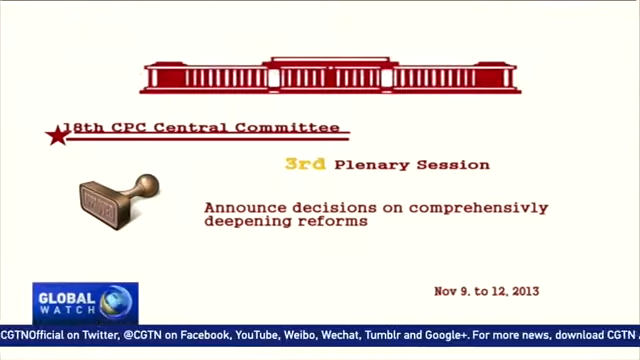 18th CPC Central Committee
3rd Plenary Session
Announce decisions on comprehensivly
deepening reforms
Nov 9. to 12, 2013
GLOBAL
WATCH
CGTNOfficial on Twitter, @CGTN on Facebook, YouTube, Weibo, Wechat, Tumblr and Google+. For more news, download CGTN